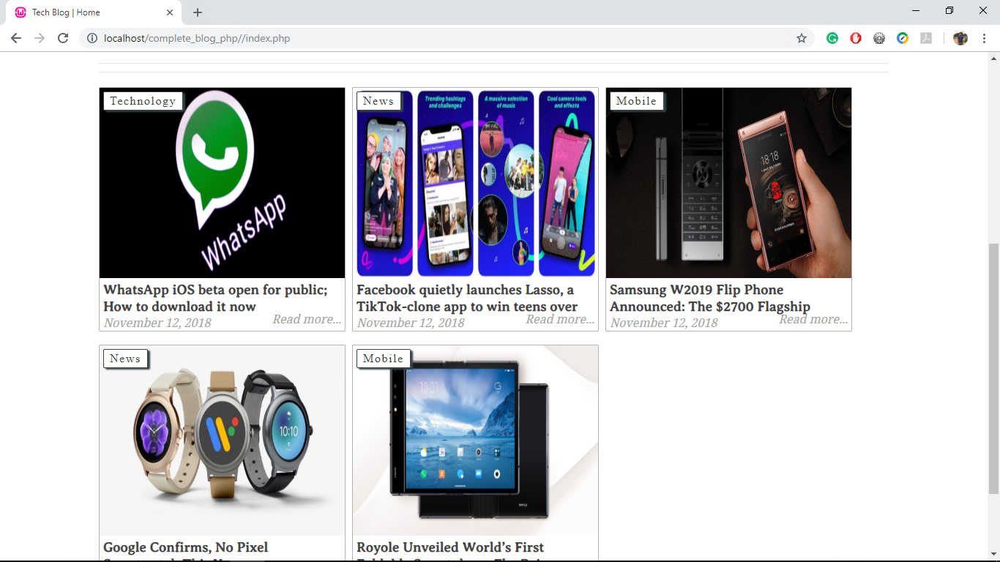 Tech Blog | Home
localhost/complete_blog_php//index.php
Technology
WhatsApp
WhatsApp iOS beta open for public;
How to download it now
November 12, 2018
Read more...
News
Trending hashtags
and challenges
A massive selection
of music
Cool camera tools
and effects
Facebook quietly launches Lasso, a
TikTok-clone app to win teens over
November 12, 2018
Read more...
Mobile
SAMSUNG
18:18
Samsung W2019 Flip Phone
Announced: The $2700 Flagship
November 12, 2018
Read more...
News
10:10
Google Confirms, No Pixel
Mobile
10:01
ROYOLE
Royole Unveiled World's First